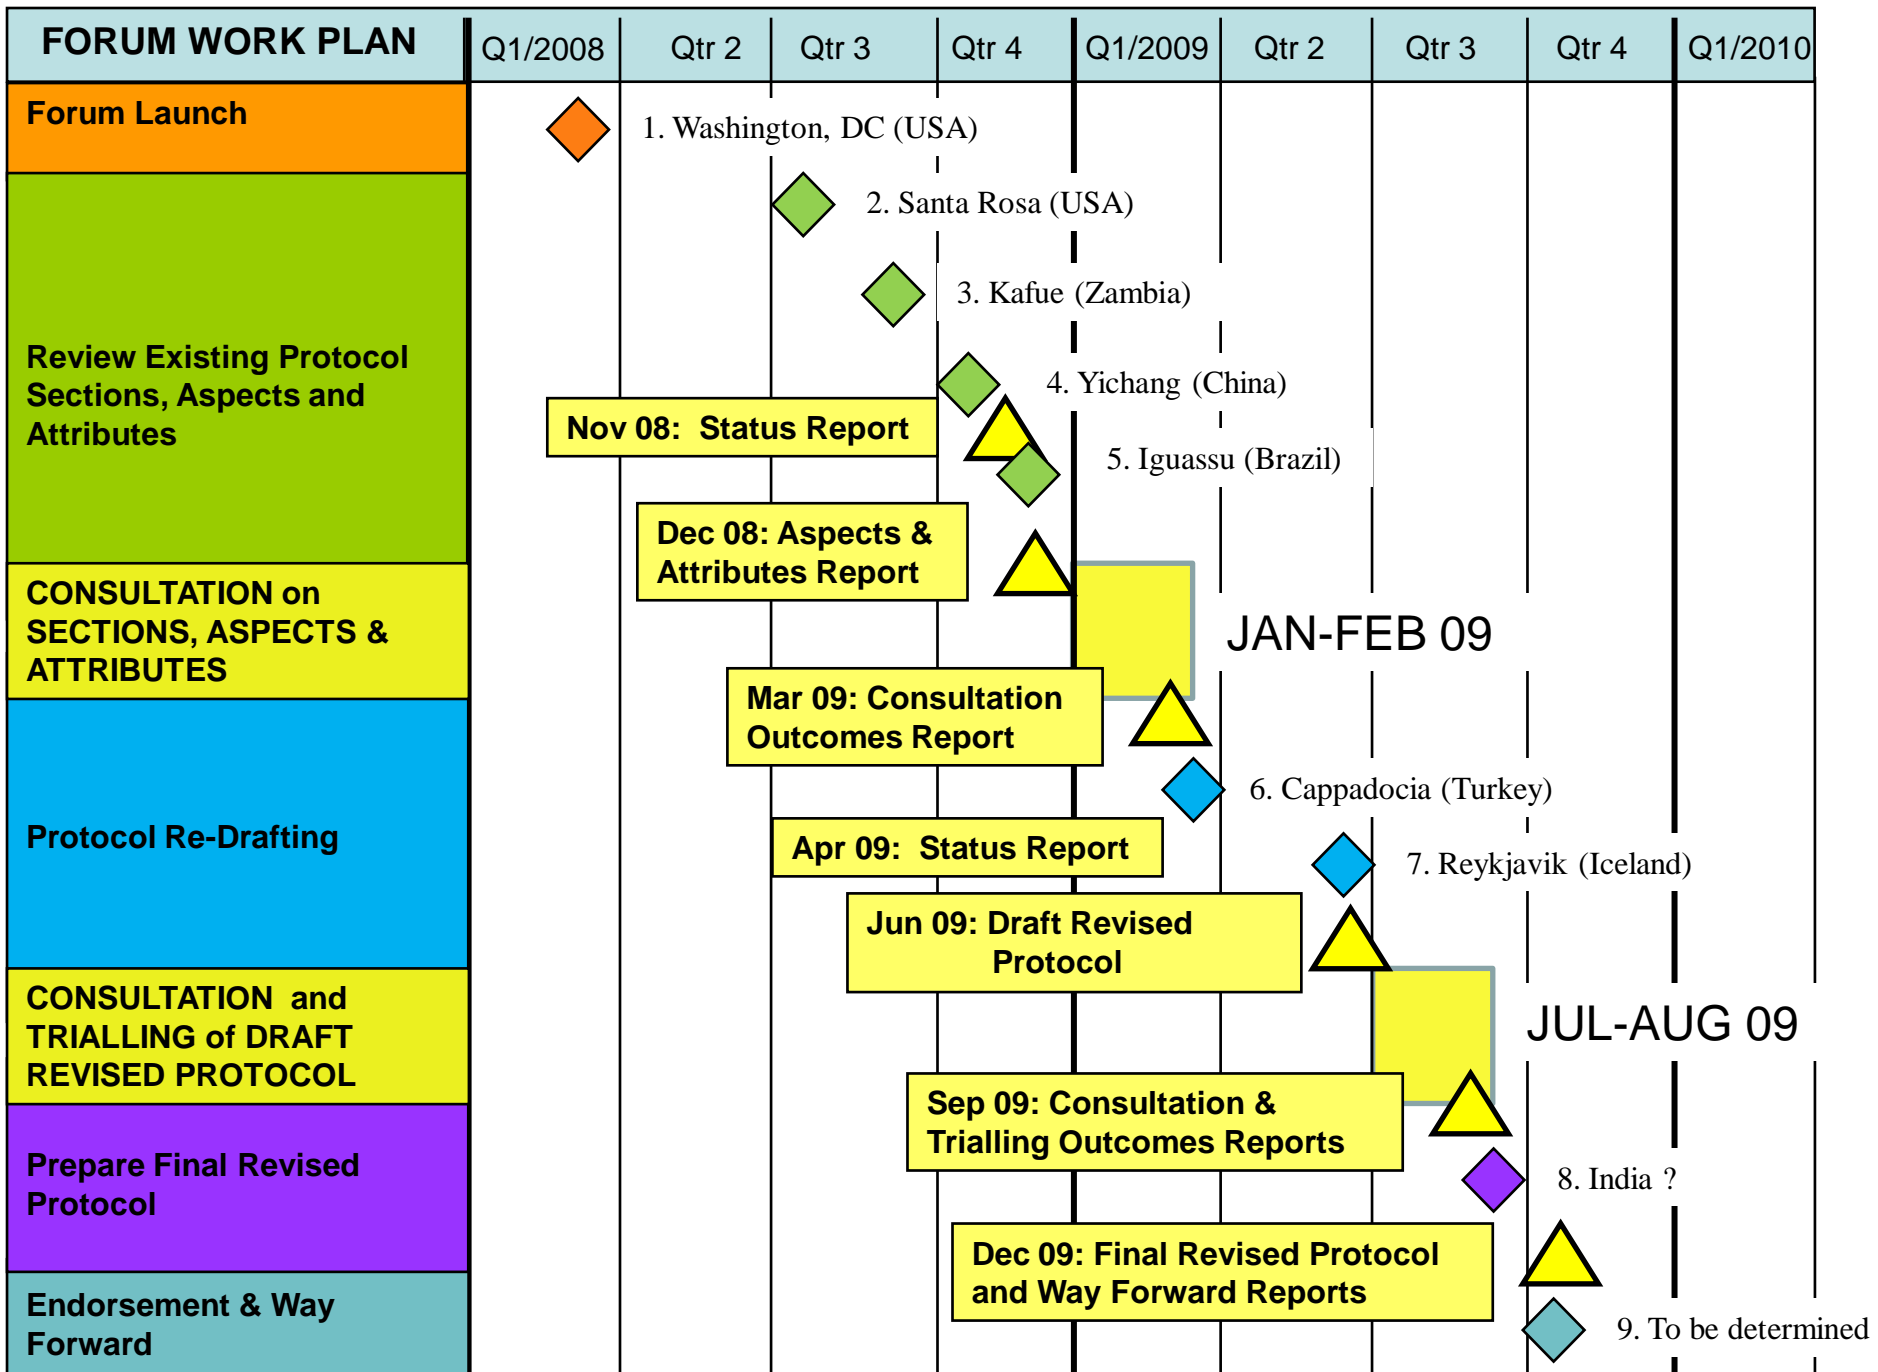 FORUM WORK PLAN
Q1/2008
Qtr 2
Qtr 3
Qtr 4
Q1/2009
Qtr 2
Qtr 3
Qtr 4
Q1/2010
Forum Launch
1. Washington, DC (USA)
2. Santa Rosa (USA)
3. Kafue (Zambia)
Review Existing Protocol
Sections, Aspects and
Attributes
4. Yichang (China)
Nov 08:  Status Report
5. Iguassu (Brazil)
Dec 08: Aspects &
Attributes Report
CONSULTATION on
SECTIONS, ASPECTS &
ATTRIBUTES
JAN-FEB 09
Mar 09: Consultation
Outcomes Report
6. Cappadocia (Turkey)
Protocol Re-Drafting
Apr 09:  Status Report
7. Reykjavik (Iceland)
Jun 09: Draft Revised
Protocol
CONSULTATION  and
TRIALLING of DRAFT
REVISED PROTOCOL
JUL-AUG 09
Sep 09: Consultation &
Trialling Outcomes Reports
Prepare Final Revised
Protocol
8. India ?
Dec 09: Final Revised Protocol
and Way Forward Reports
Endorsement & Way
Forward
9. To be determined